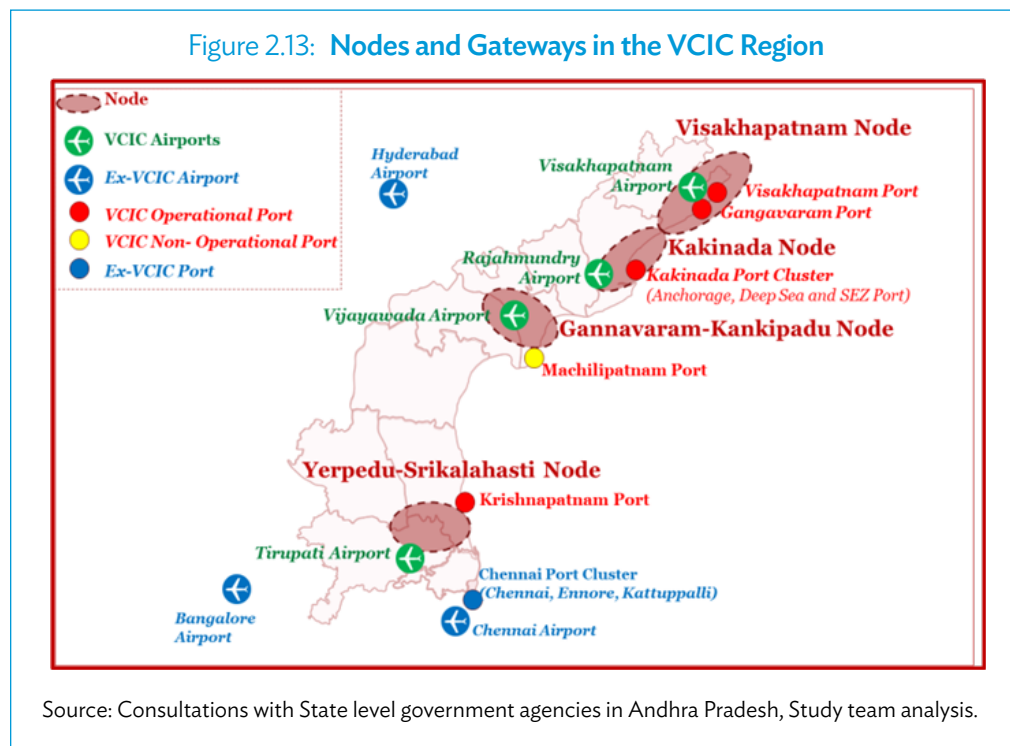 Figure 2.13: Nodes and Gateways in the VCIC Region
Node
VCIC Airports
Ex-VCIC Airport
VCIC Operational Port
VCIC Non- Operational Port
Ex-VCIC Port
Hyderabad
Airport
Visakhapatnam Node
Visakhapatnam
Airport
Visakhapatnam Port
Gangavaram Port
Kakinada Node
Rajahmundry
Airport
Kakinada Port Cluster
(Anchorage, Deep Sea and SEZ Port)
Vijayawada Airport
Gannavaram-Kankipadu Node
Machilipatnam Port
Yerpedu-Srikalahasti Node
Krishnapatnam Port
Tirupati Airport
Chennai Port Cluster
(Chennai, Ennore, Kattuppalli)
Bangalore
Airport
Chennai Airport
Source: Consultations with State level government agencies in Andhra Pradesh, Study team analysis.